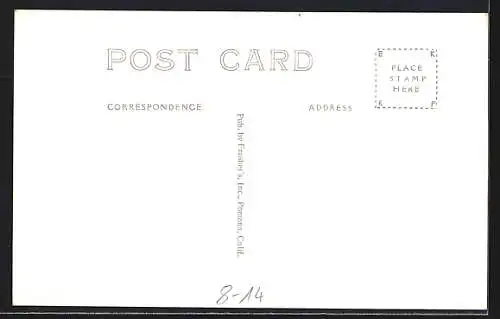 POST CARD
CORRESPONDENCE
ADDRESS
E K
PLACE
STAMP
HERE
K P
Pub. by Frasher's, Inc., Pomona, Calif.
8-14